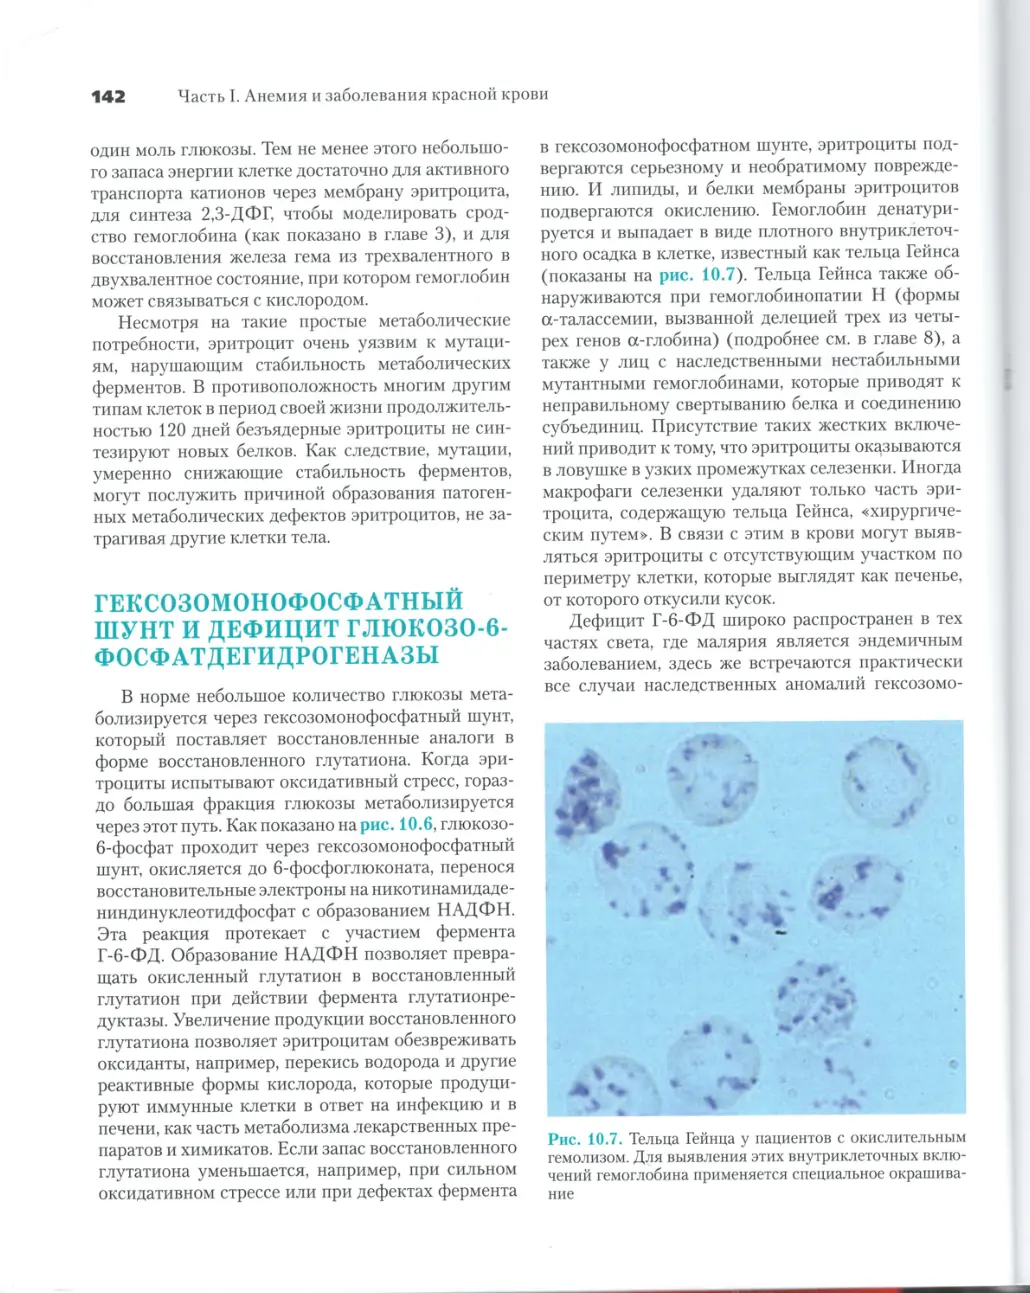 142 Часть I. Анемия и заболевания красной крови
один моль глюкозы. Тем не менее этого небольшо-
го запаса энергии клетке достаточно для активного
транспорта катионов через мембрану эритроцита,
для синтеза 2,3-ДФГ, чтобы моделировать срод-
ство гемоглобина (как показано в главе 3), и для
восстановления железа гема из трехвалентного в
двухвалентное состояние, при котором гемоглобин
может связываться с кислородом.
Несмотря на такие простые метаболические
потребности, эритроцит очень уязвим к мутаци-
ям, нарушающим стабильность метаболических
ферментов. В противоположность многим другим
типам клеток в период своей жизни продолжитель-
ностью 120 дней безъядерные эритроциты не син-
тезируют новых белков. Как следствие, мутации,
умеренно снижающие стабильность ферментов,
могут послужить причиной образования патоген-
ных метаболических дефектов эритроцитов, не за-
трагивая другие клетки тела.
ГЕКСОЗОМОНОФОСФАТНЫЙ
ШУНТ И ДЕФИЦИТ ГЛЮКОЗО-6-
ФОСФАТДЕГИДРОГЕНАЗЫ
В норме небольшое количество глюкозы мета-
болизируется через гексозомонофосфатный шунт,
который поставляет восстановленные аналоги в
форме восстановленного глутатиона. Когда эри-
троциты испытывают оксидативный стресс, гораз-
до большая фракция глюкозы метаболизируется
через этот путь. Как показано на рис. 10.6, глюкозо-
6-фосфат проходит через гексозомонофосфатный
шунт, окисляется до 6-фосфоглюконата, перенося
восстановительные электроны на никотинамидаде-
ниндинуклеотидфосфат с образованием НАДФН.
Эта реакция протекает с участием фермента
Г-6-ФД. Образование НАДФН позволяет превра-
щать окисленный глутатион в восстановленный
глутатион при действии фермента глутатионре-
дуктазы. Увеличение продукции восстановленного
глутатиона позволяет эритроцитам обезвреживать
оксиданты, например, перекись водорода и другие
реактивные формы кислорода, которые продуци-
руют иммунные клетки в ответ на инфекцию и в
печени, как часть метаболизма лекарственных пре-
паратов и химикатов. Если запас восстановленного
глутатиона уменьшается, например, при сильном
оксидативном стрессе или при дефектах фермента
в гексозомонофосфатном шунте, эритроциты под-
вергаются серьезному и необратимому поврежде-
нию. И липиды, и белки мембраны эритроцитов
подвергаются окислению. Гемоглобин денатури-
руется и выпадает в виде плотного внутриклеточ-
ного осадка в клетке, известный как тельца Гейнса
(показаны на рис. 10.7). Тельца Гейнса также об-
наруживаются при гемоглобинопатии H (формы
α-талассемии, вызванной делецией трех из четы-
рех генов α-глобина) (подробнее см. в главе 8), а
также у лиц с наследственными нестабильными
мутантными гемоглобинами, которые приводят к
неправильному свертыванию белка и соединению
субъединиц. Присутствие таких жестких включе-
ний приводит к тому, что эритроциты оказываются
в ловушке в узких промежутках селезенки. Иногда
макрофаги селезенки удаляют только часть эри-
троцита, содержащую тельца Гейнса, «хирургиче-
ским путем». В связи с этим в крови могут выяв-
ляться эритроциты с отсутствующим участком по
периметру клетки, которые выглядят как печенье,
от которого откусили кусок.
Дефицит Г-6-ФД широко распространен в тех
частях света, где малярия является эндемичным
заболеванием, здесь же встречаются практически
все случаи наследственных аномалий гексозомо-
Рис. 10.7. Тельца Гейнца у пациентов с окислительным
гемолизом. Для выявления этих внутриклеточных вклю-
чений гемоглобина применяется специальное окрашива-
ние